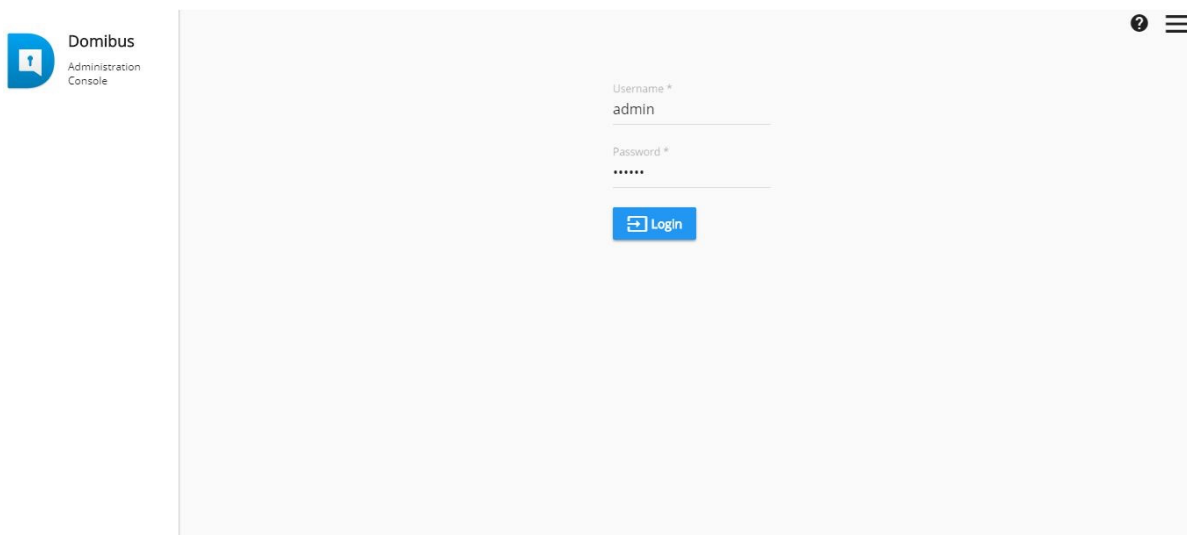 Domibus
Administration
Console
Username *
admin
Password *
••••••
Login